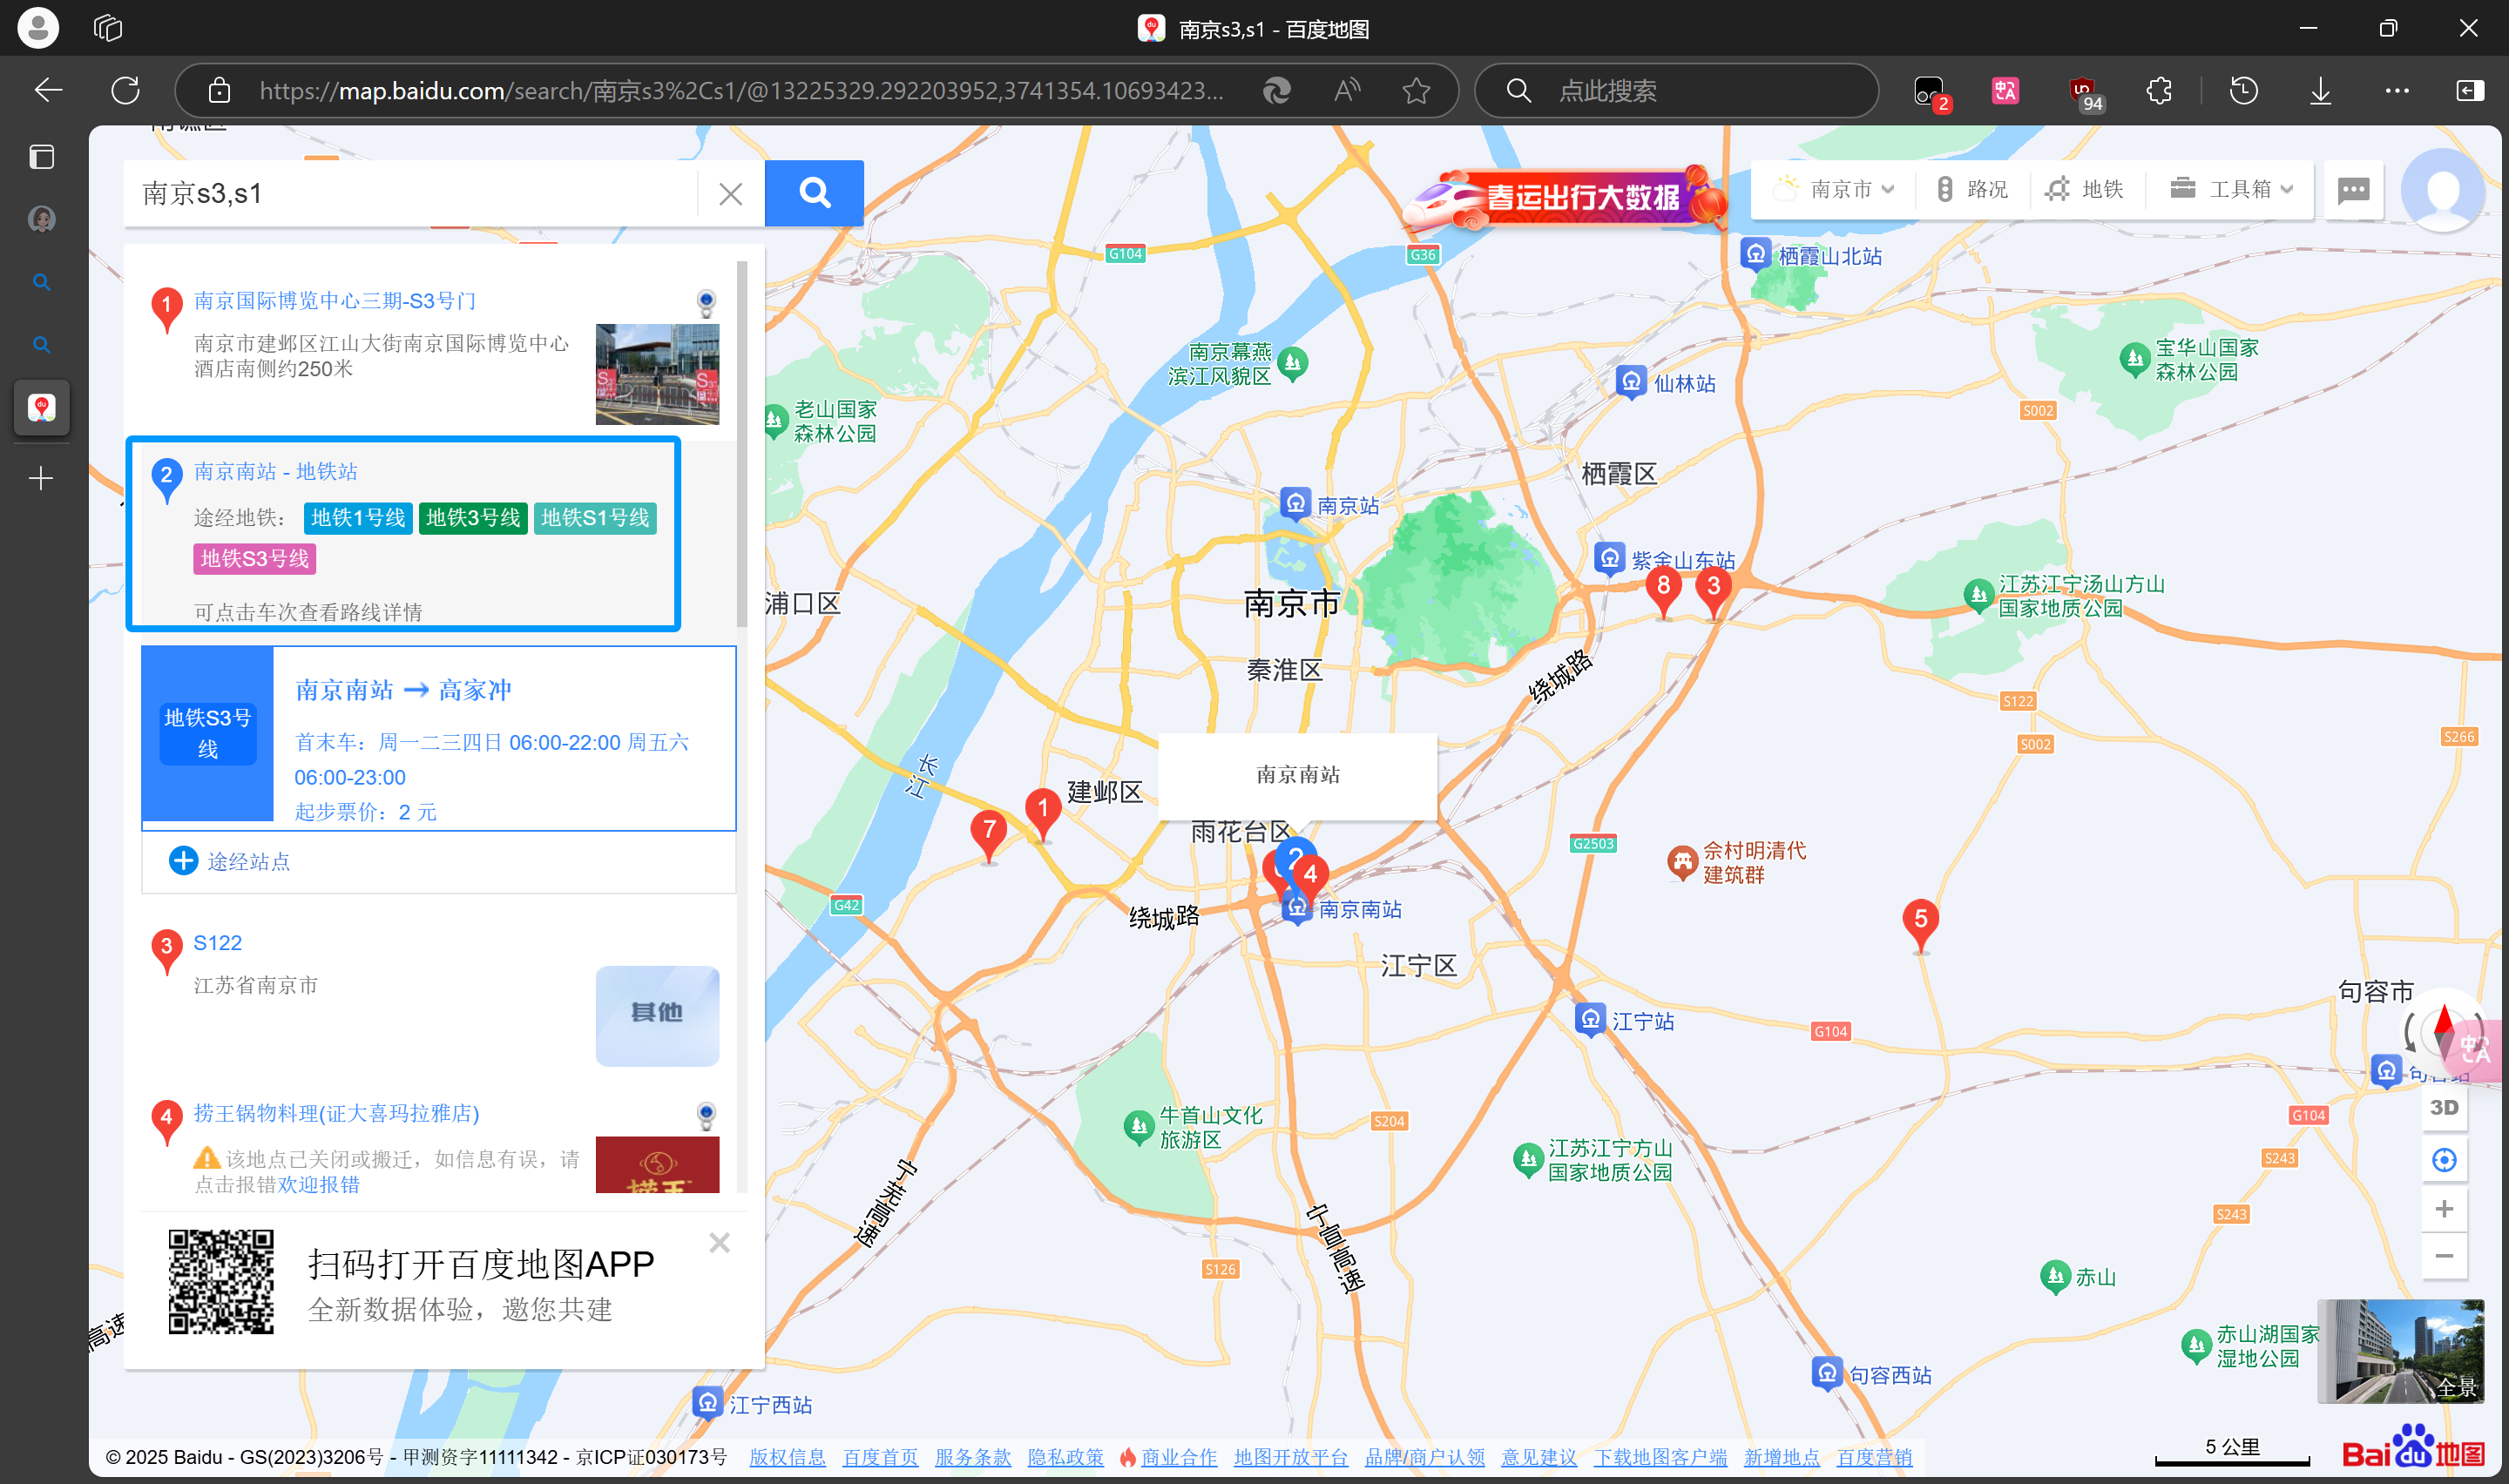 南京s3,s1 - 百度地图
https://map.baidu.com/search/南京s3%2Cs1/@13225329.292203952,3741354.10693423...
点此搜索
2
94
南京s3,s1
春运出行大数据
南京市
路况
地铁
工具箱
1
南京国际博览中心三期-S3号门
南京市建邺区江山大街南京国际博览中心
酒店南侧约250米
2
南京南站 - 地铁站
途经地铁：
地铁1号线
地铁3号线
地铁S1号线
地铁S3号线
可点击车次查看路线详情
地铁S3号
线
南京南站 → 高家冲
首末车：周一二三四日 06:00-22:00 周五六
06:00-23:00
起步票价：2 元
途经站点
3
S122
江苏省南京市
其他
4
捞王锅物料理(证大喜玛拉雅店)
该地点已关闭或搬迁，如信息有误，请
点击报错欢迎报错
扫码打开百度地图APP
全新数据体验，邀您共建
G104
G36
栖霞山北站
南京幕燕
滨江风貌区
仙林站
宝华山国家
森林公园
老山国家
森林公园
S002
栖霞区
南京站
紫金山东站
8
3
江苏江宁汤山方山
国家地质公园
浦口区
南京市
秦淮区
绕城路
S122
S002
S266
长江
建邺区
南京南站
雨花台区
1
7
2
4
G2503
佘村明清代
建筑群
G42
绕城路
南京南站
5
江宁区
句容市
江宁站
G104
牛首山文化
旅游区
S204
G104
3D
江苏江宁方山
国家地质公园
S243
宁芜高速
宁宣高速
S243
S126
赤山
高速
赤山湖国家
湿地公园
全景
句容西站
江宁西站
5 公里
Bai du 地图
© 2025 Baidu - GS(2023)3206号 - 甲测资字11111342 - 京ICP证030173号
版权信息
百度首页
服务条款
隐私政策
商业合作
地图开放平台
品牌/商户认领
意见建议
下载地图客户端
新增地点
百度营销